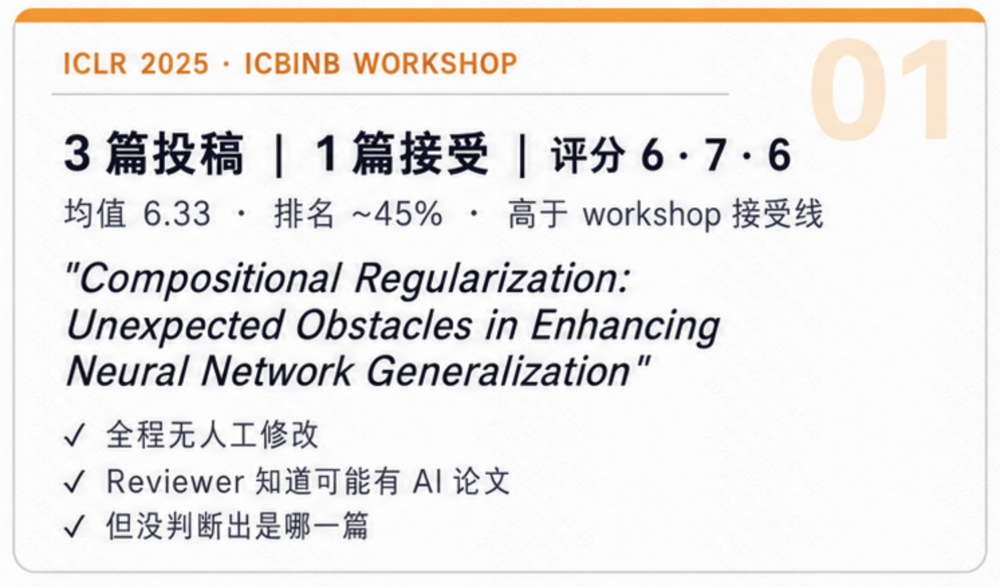 ICLR 2025 · ICBINB WORKSHOP
01
3 篇投稿 | 1 篇接受 | 评分 6 · 7 · 6
均值 6.33 · 排名 ~45% · 高于 workshop 接受线
"Compositional Regularization:
Unexpected Obstacles in Enhancing
Neural Network Generalization"
✓ 全程无人工修改
✓ Reviewer 知道可能有 AI 论文
✓ 但没判断出是哪一篇